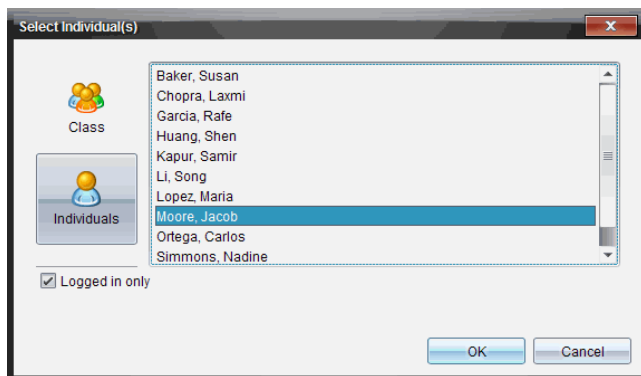 Select Individual(s)
Class
Individuals
Logged in only
Baker, Susan
Chopra, Laxmi
Garcia, Rafe
Huang, Shen
Kapur, Samir
Li, Song
Lopez, Maria
Moore, Jacob
Ortega, Carlos
Simmons, Nadine
OK
Cancel